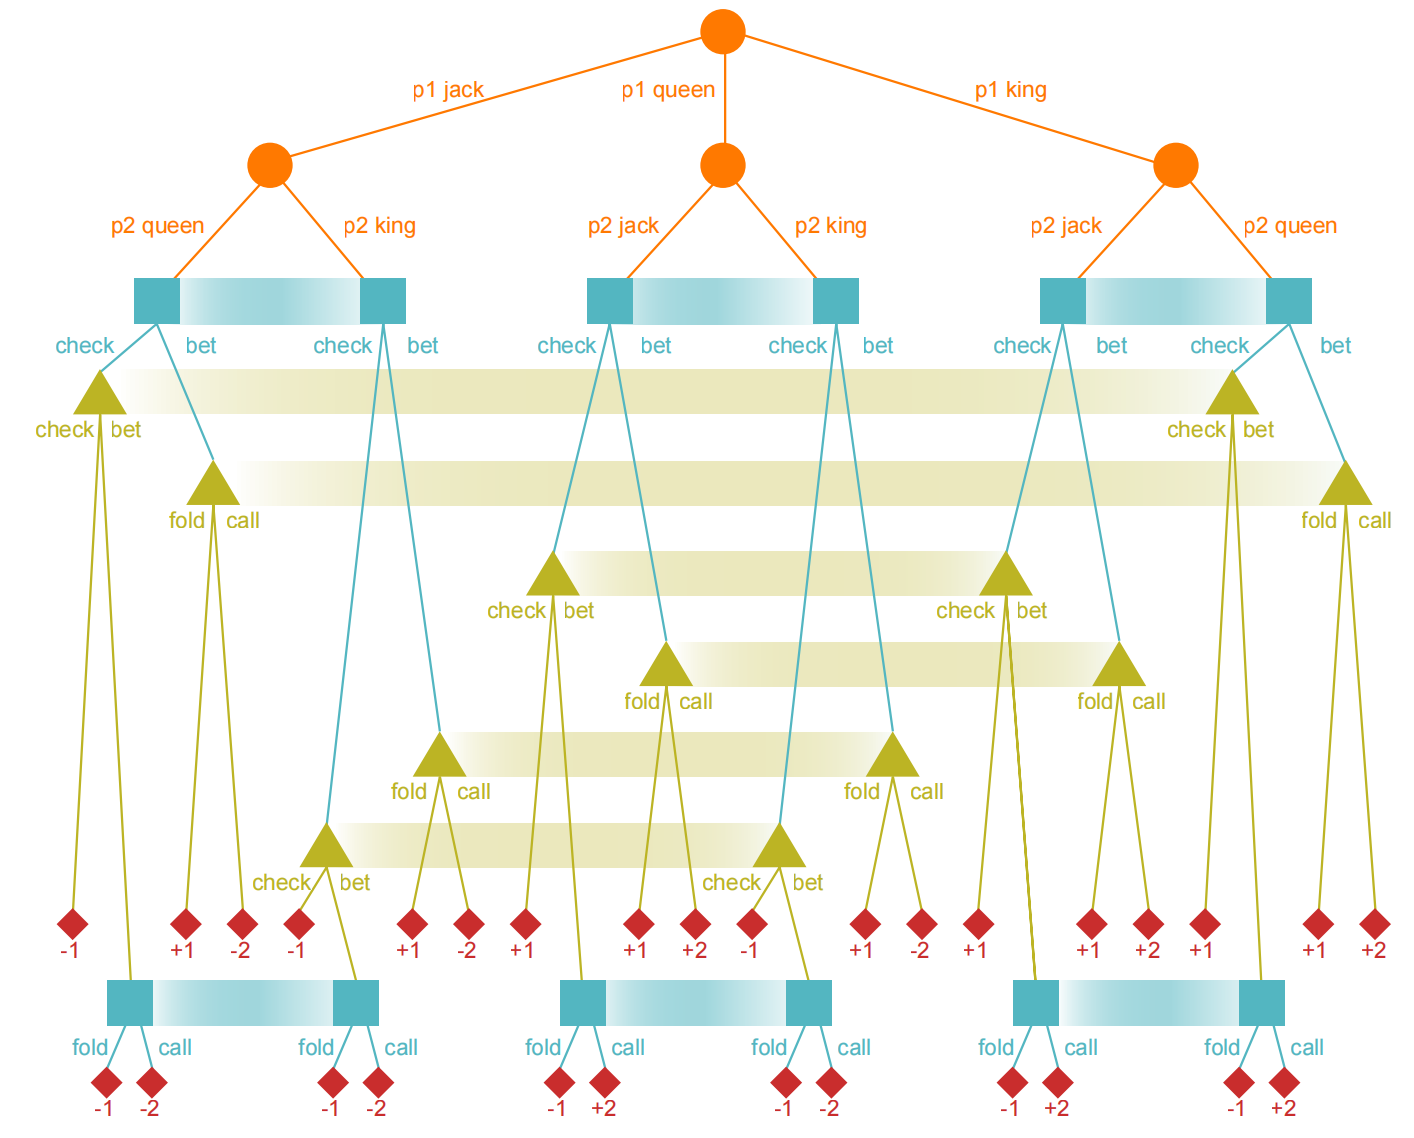 p1 jack p1 queen p1 king
p2 queen p2 king p2 jack p2 king p2 jack p2 queen
check bet check bet check bet check bet check bet check bet
check bet check bet
fold call fold call
check bet check bet
fold call fold call
fold call fold call
check bet check bet
-1 +1 -2 -1 +1 -2 +1 +1 +2 -1 +1 -2 +1 +1 +2 +1 +1 +2
fold call fold call fold call fold call fold call fold call
-1 -2 -1 -2 -1 +2 -1 -2 -1 +2 -1 +2